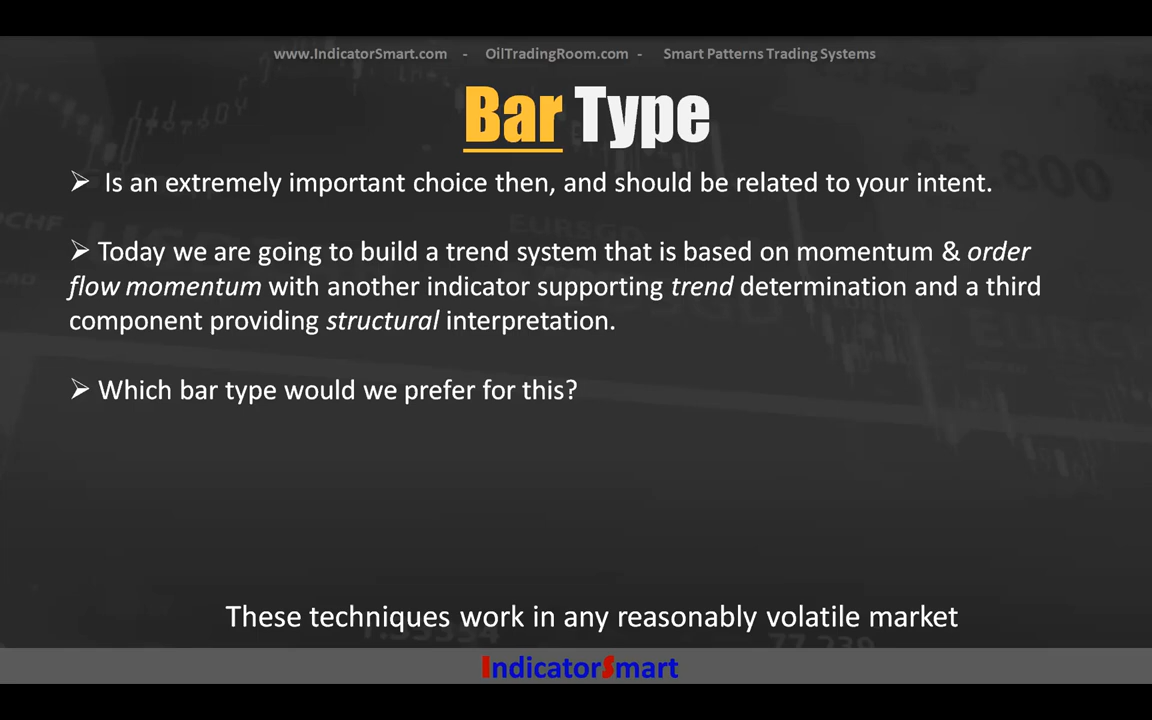 www.IndicatorSmart.com - OilTradingRoom.com - Smart Patterns Trading Systems
Bar Type
➢ Is an extremely important choice then, and should be related to your intent.
➢ Today we are going to build a trend system that is based on momentum & order
flow momentum with another indicator supporting trend determination and a third
component providing structural interpretation.
➢ Which bar type would we prefer for this?
These techniques work in any reasonably volatile market
IndicatorSmart